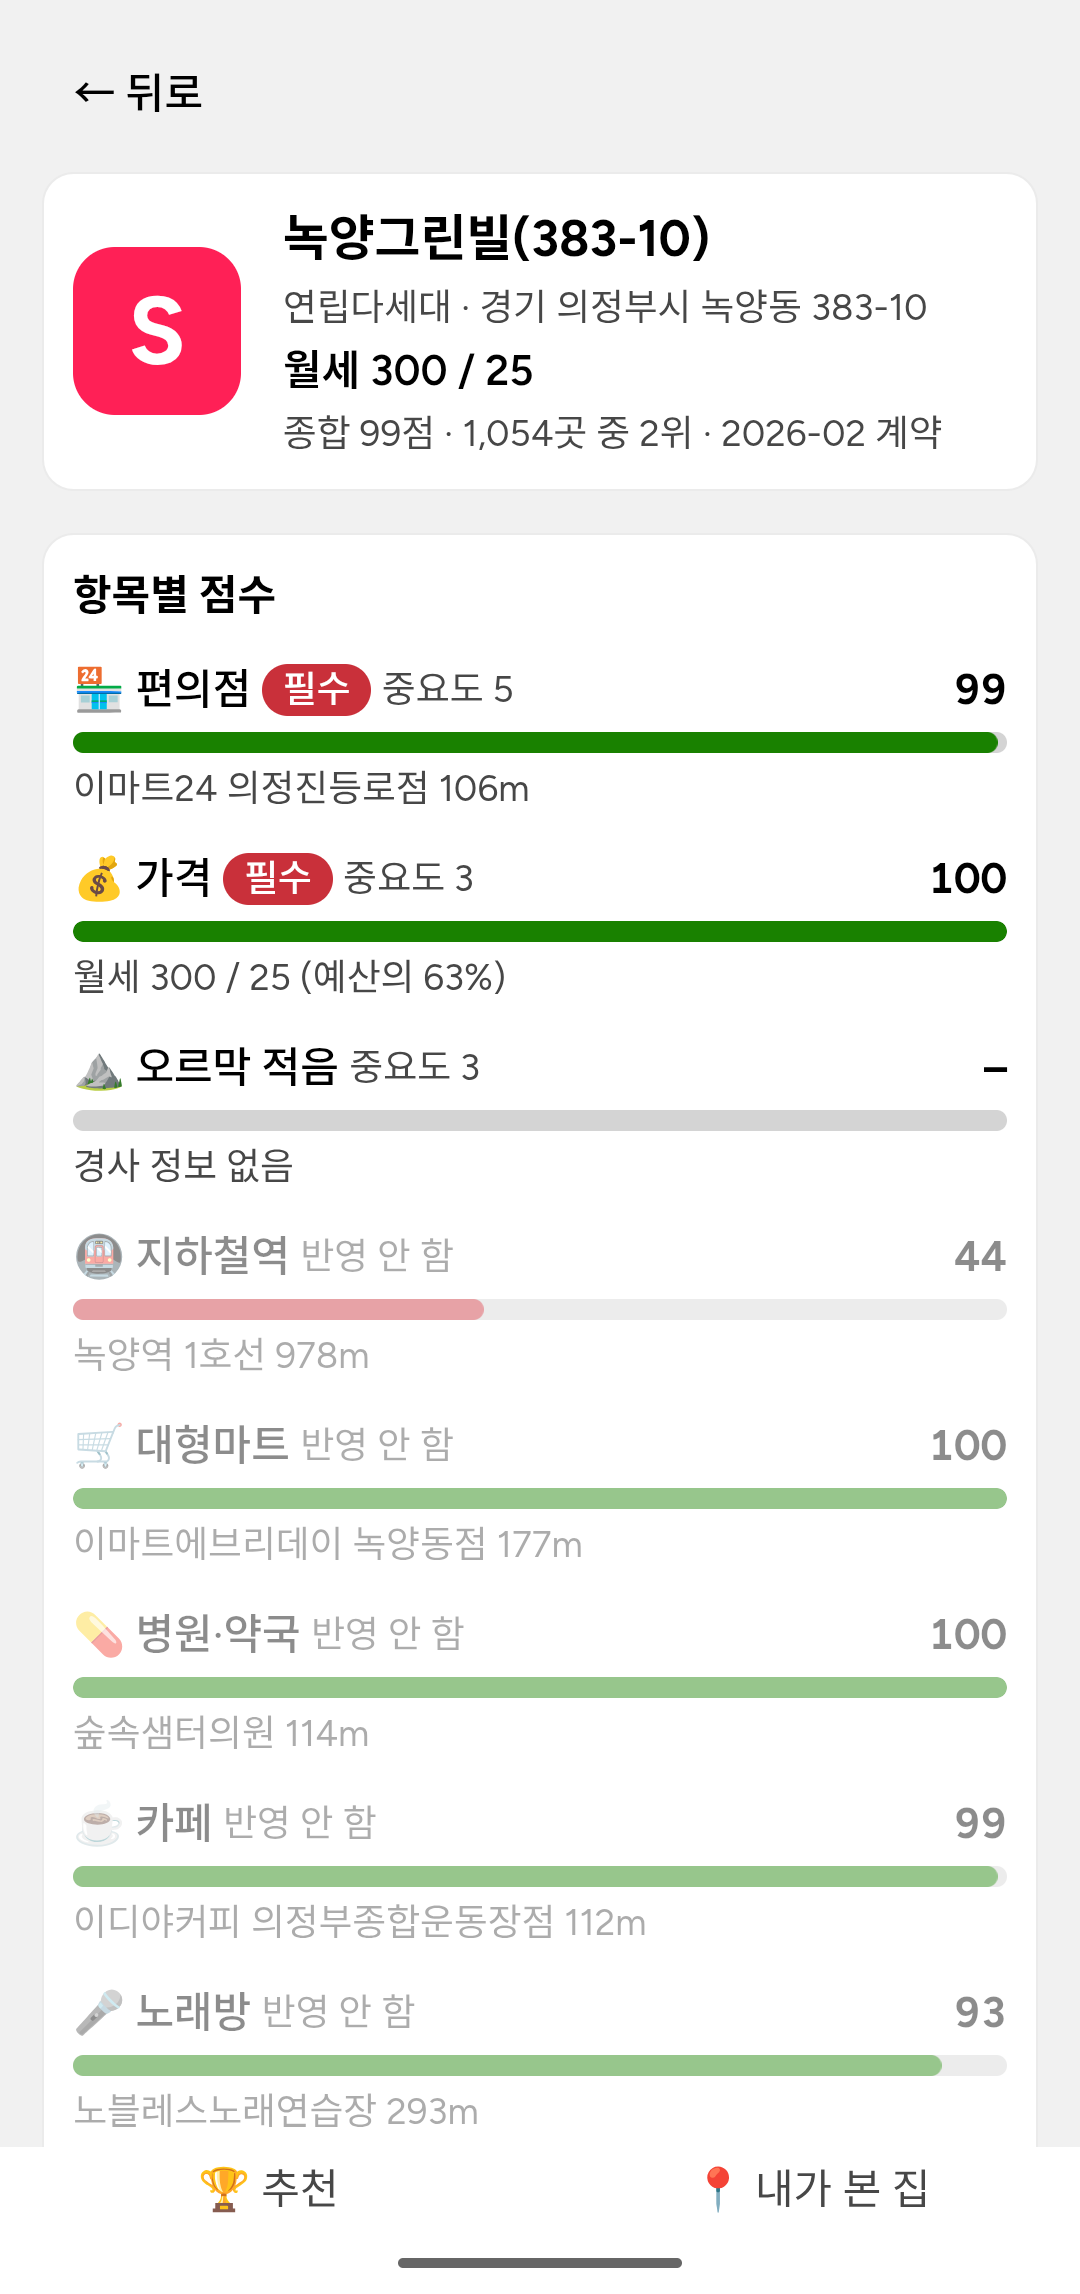 ← 뒤로
S
녹양그린빌(383-10)
연립다세대 · 경기 의정부시 녹양동 383-10
월세 300 / 25
종합 99점 · 1,054곳 중 2위 · 2026-02 계약
항목별 점수
24 편의점 필수 중요도 5 99
이마트24 의정진등로점 106m
가격 필수 중요도 3 100
월세 300 / 25 (예산의 63%)
오르막 적음 중요도 3 –
경사 정보 없음
지하철역 반영 안 함 44
녹양역 1호선 978m
대형마트 반영 안 함 100
이마트에브리데이 녹양동점 177m
병원·약국 반영 안 함 100
숲속샘터의원 114m
카페 반영 안 함 99
이디야커피 의정부종합운동장점 112m
노래방 반영 안 함 93
노블레스노래연습장 293m
추천 내가 본 집